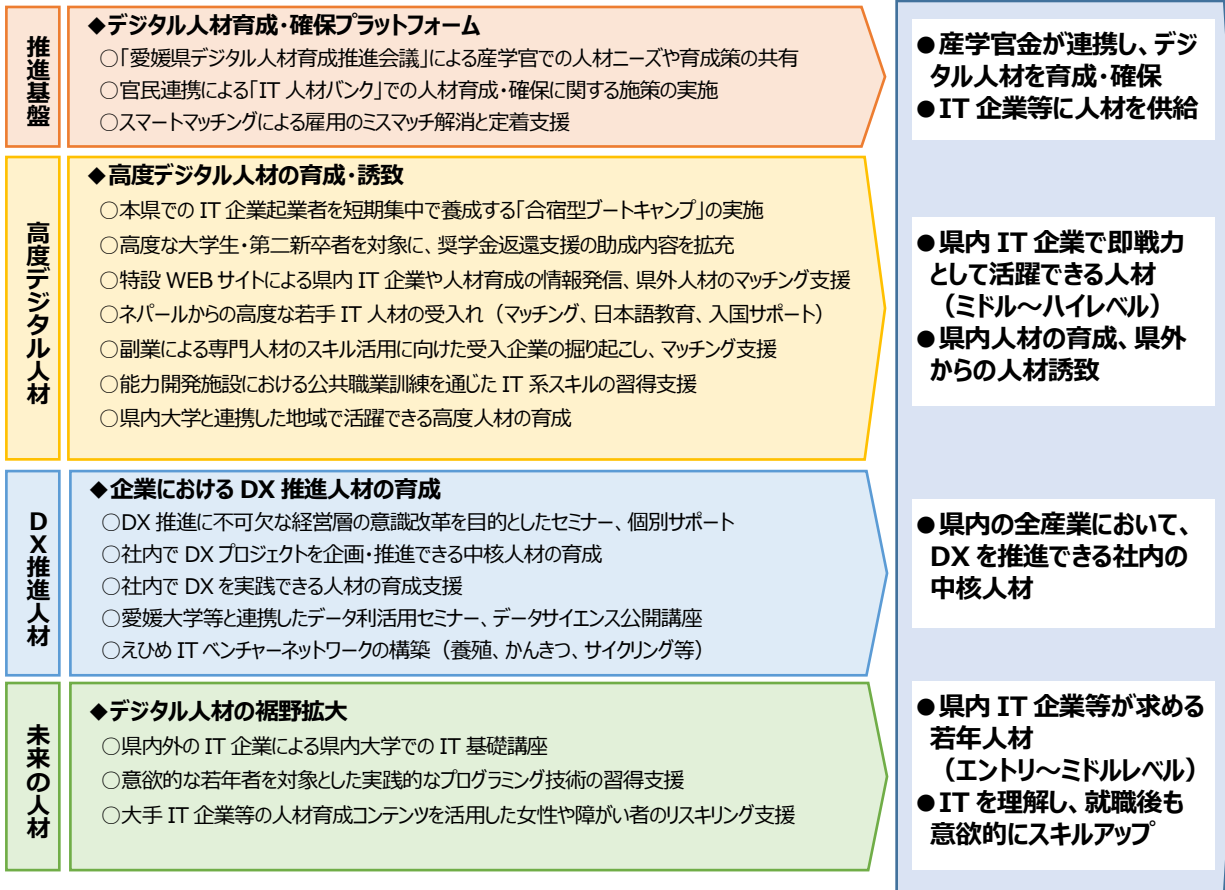 推進基盤
◆デジタル人材育成・確保プラットフォーム
○「愛媛県デジタル人材育成推進会議」による産学官での人材ニーズや育成策の共有
○官民連携による「IT 人材バンク」での人材育成・確保に関する施策の実施
○スマートマッチングによる雇用のミスマッチ解消と定着支援
●産学官金が連携し、デジ
タル人材を育成・確保
●IT 企業等に人材を供給
高度デジタル人材
◆高度デジタル人材の育成・誘致
○本県での IT 企業起業者を短期集中で養成する「合宿型ブートキャンプ」の実施
○高度な大学生・第二新卒者を対象に、奨学金返還支援の助成内容を拡充
○特設 WEB サイトによる県内 IT 企業や人材育成の情報発信、県外人材のマッチング支援
○ネパールからの高度な若手 IT 人材の受入れ（マッチング、日本語教育、入国サポート）
○副業による専門人材のスキル活用に向けた受入企業の掘り起こし、マッチング支援
○能力開発施設における公共職業訓練を通じた IT 系スキルの習得支援
○県内大学と連携した地域で活躍できる高度人材の育成
●県内 IT 企業で即戦力
として活躍できる人材
（ミドル～ハイレベル）
●県内人材の育成、県外
からの人材誘致
DX推進人材
◆企業における DX 推進人材の育成
○DX 推進に不可欠な経営層の意識改革を目的としたセミナー、個別サポート
○社内で DX プロジェクトを企画・推進できる中核人材の育成
○社内で DX を実践できる人材の育成支援
○愛媛大学等と連携したデータ利活用セミナー、データサイエンス公開講座
○えひめ IT ベンチャーネットワークの構築（養殖、かんきつ、サイクリング等）
●県内の全産業において、
DX を推進できる社内の
中核人材
未来の人材
◆デジタル人材の裾野拡大
○県内外の IT 企業による県内大学での IT 基礎講座
○意欲的な若年者を対象とした実践的なプログラミング技術の習得支援
○大手 IT 企業等の人材育成コンテンツを活用した女性や障がい者のリスキリング支援
●県内 IT 企業等が求める
若年人材
（エントリ～ミドルレベル）
●IT を理解し、就職後も
意欲的にスキルアップ